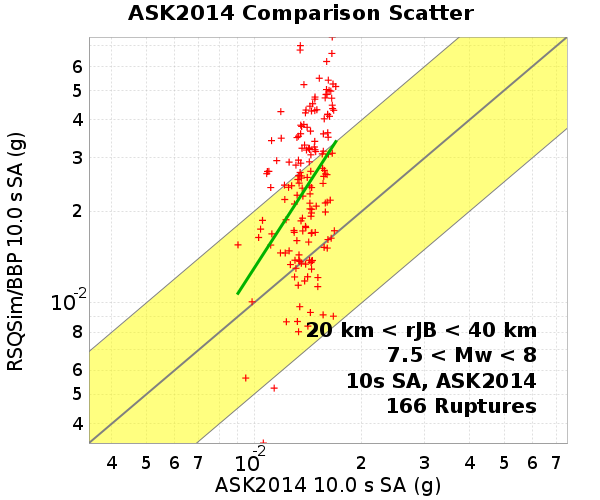 ASK2014 Comparison Scatter
RSQSim/BBP 10.0 s SA (g)
6
5
4
3
2
10-2
8
6
5
4
20 km < rJB < 40 km
7.5 < Mw < 8
10s SA, ASK2014
166 Ruptures
4 5 6 7 10-2 2 3 4 5 6 7
ASK2014 10.0 s SA (g)